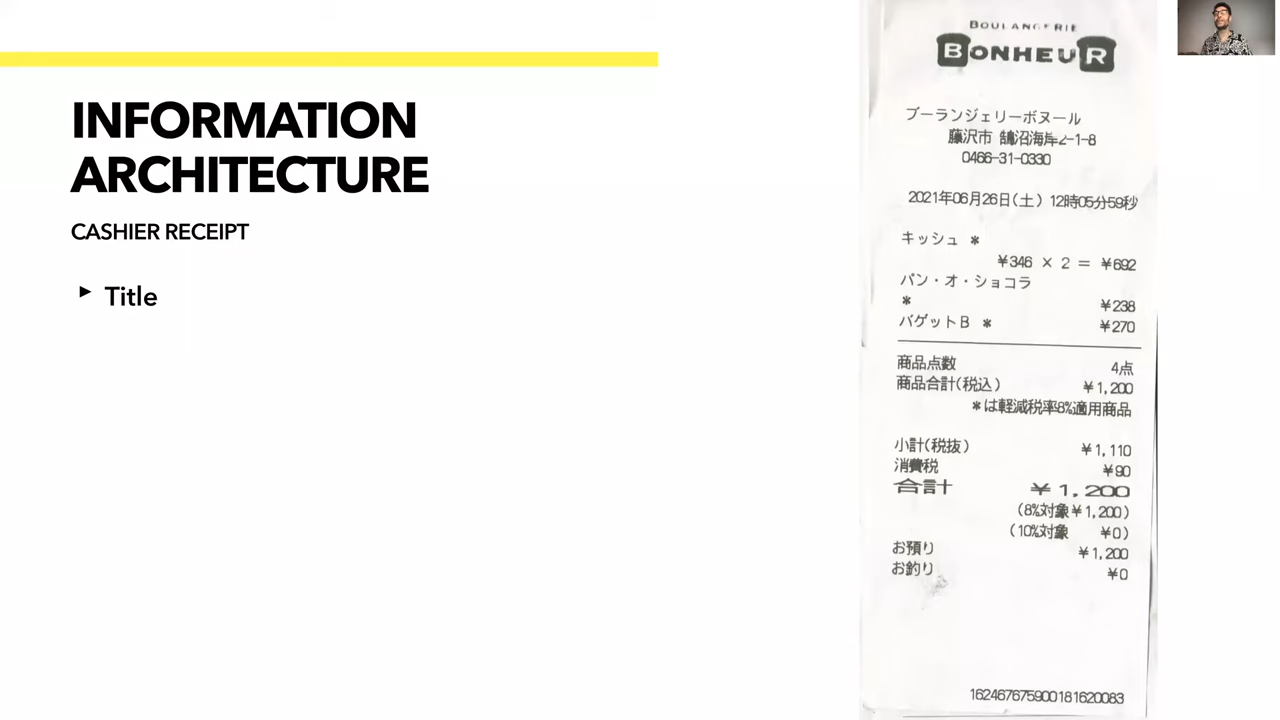 INFORMATION
ARCHITECTURE
CASHIER RECEIPT
Title
BOULANGERIE
BONHEUR
ブーランジェリーボヌール
藤沢市 鵠沼海岸2-1-8
0466-31-0330
2021年06月26日(土) 12時05分59秒
キッシュ *
¥346 × 2 = ¥692
パン・オ・ショコラ
* ¥238
バゲットB * ¥270
商品点数 4点
商品合計(税込) ¥1,200
*は軽減税率8%適用商品
小計(税抜) ¥1,110
消費税 ¥90
合計 ¥1,200
(8%対象¥1,200)
(10%対象 ¥0)
お預り ¥1,200
お釣り ¥0
162467675900181620083